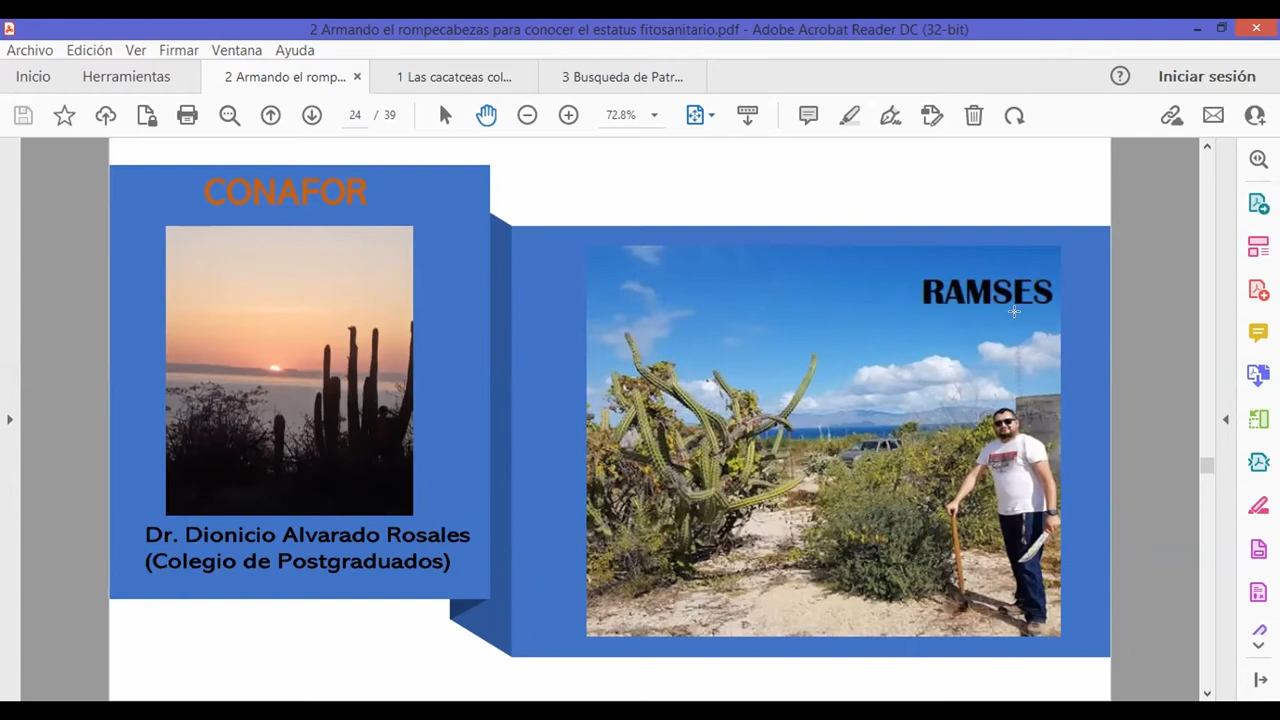 2 Armando el rompecabezas para conocer el estatus fitosanitario.pdf - Adobe Acrobat Reader DC (32-bit)
Archivo Edición Ver Firmar Ventana Ayuda
Inicio Herramientas 2 Armando el romp... × 1 Las cacatceas col... 3 Busqueda de Patr... Iniciar sesión
24 / 39 72.8%
CONAFOR
RAMSES
Dr. Dionicio Alvarado Rosales
(Colegio de Postgraduados)